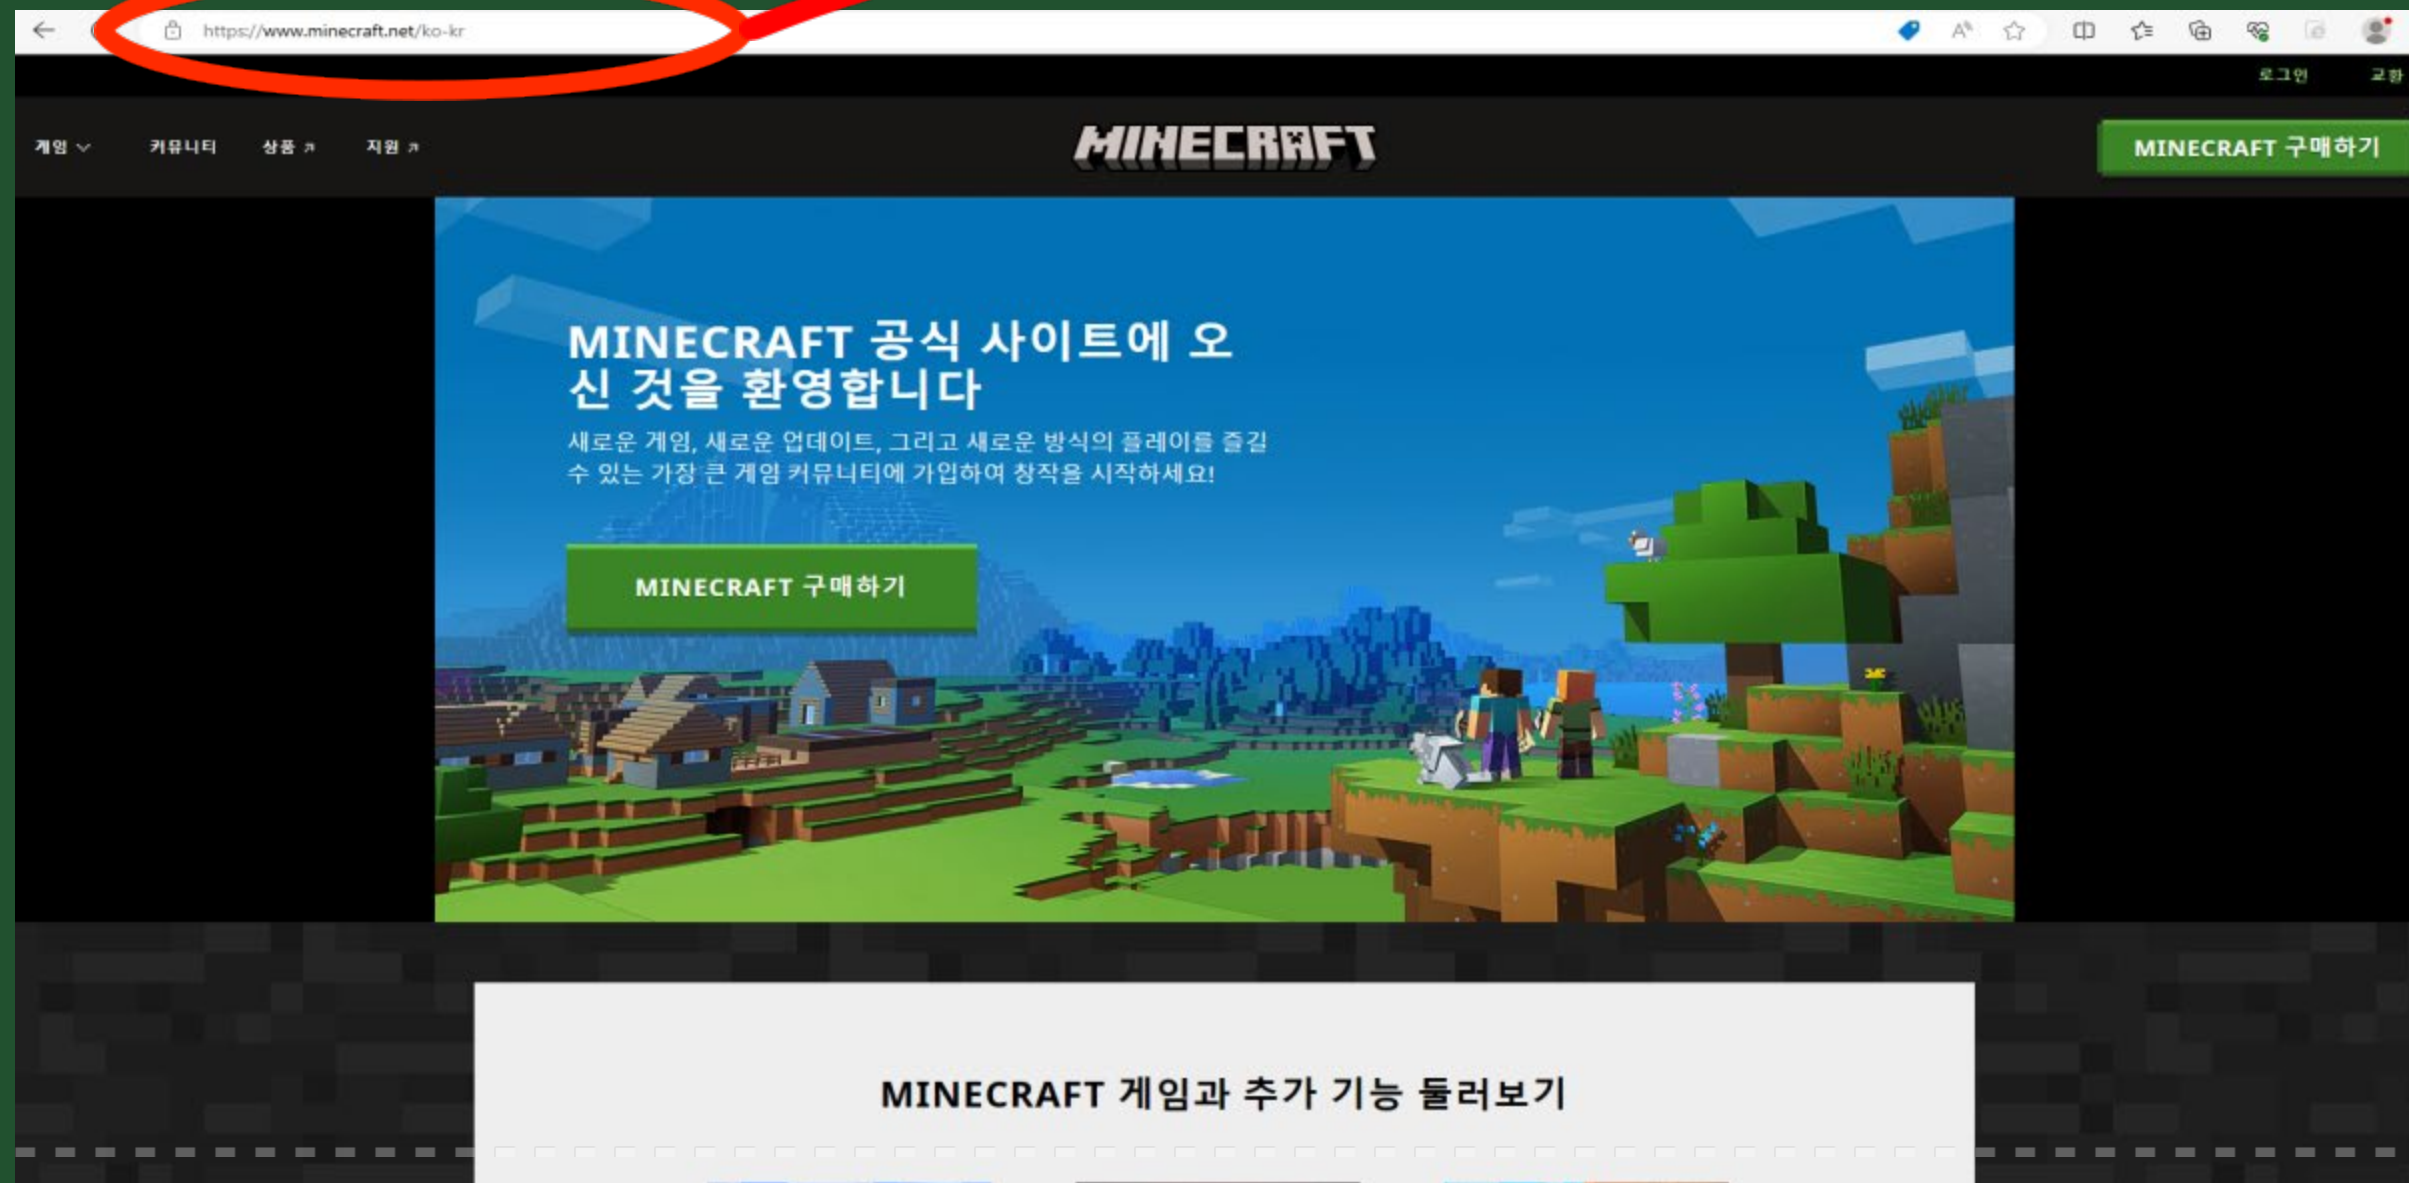 https://www.minecraft.net/ko-kr
로그인 교환
게임 커뮤니티 상품 지원
MINECRAFT
MINECRAFT 구매하기
MINECRAFT 공식 사이트에 오
신 것을 환영합니다
새로운 게임, 새로운 업데이트, 그리고 새로운 방식의 플레이를 즐길
수 있는 가장 큰 게임 커뮤니티에 가입하여 창작을 시작하세요!
MINECRAFT 구매하기
MINECRAFT 게임과 추가 기능 둘러보기